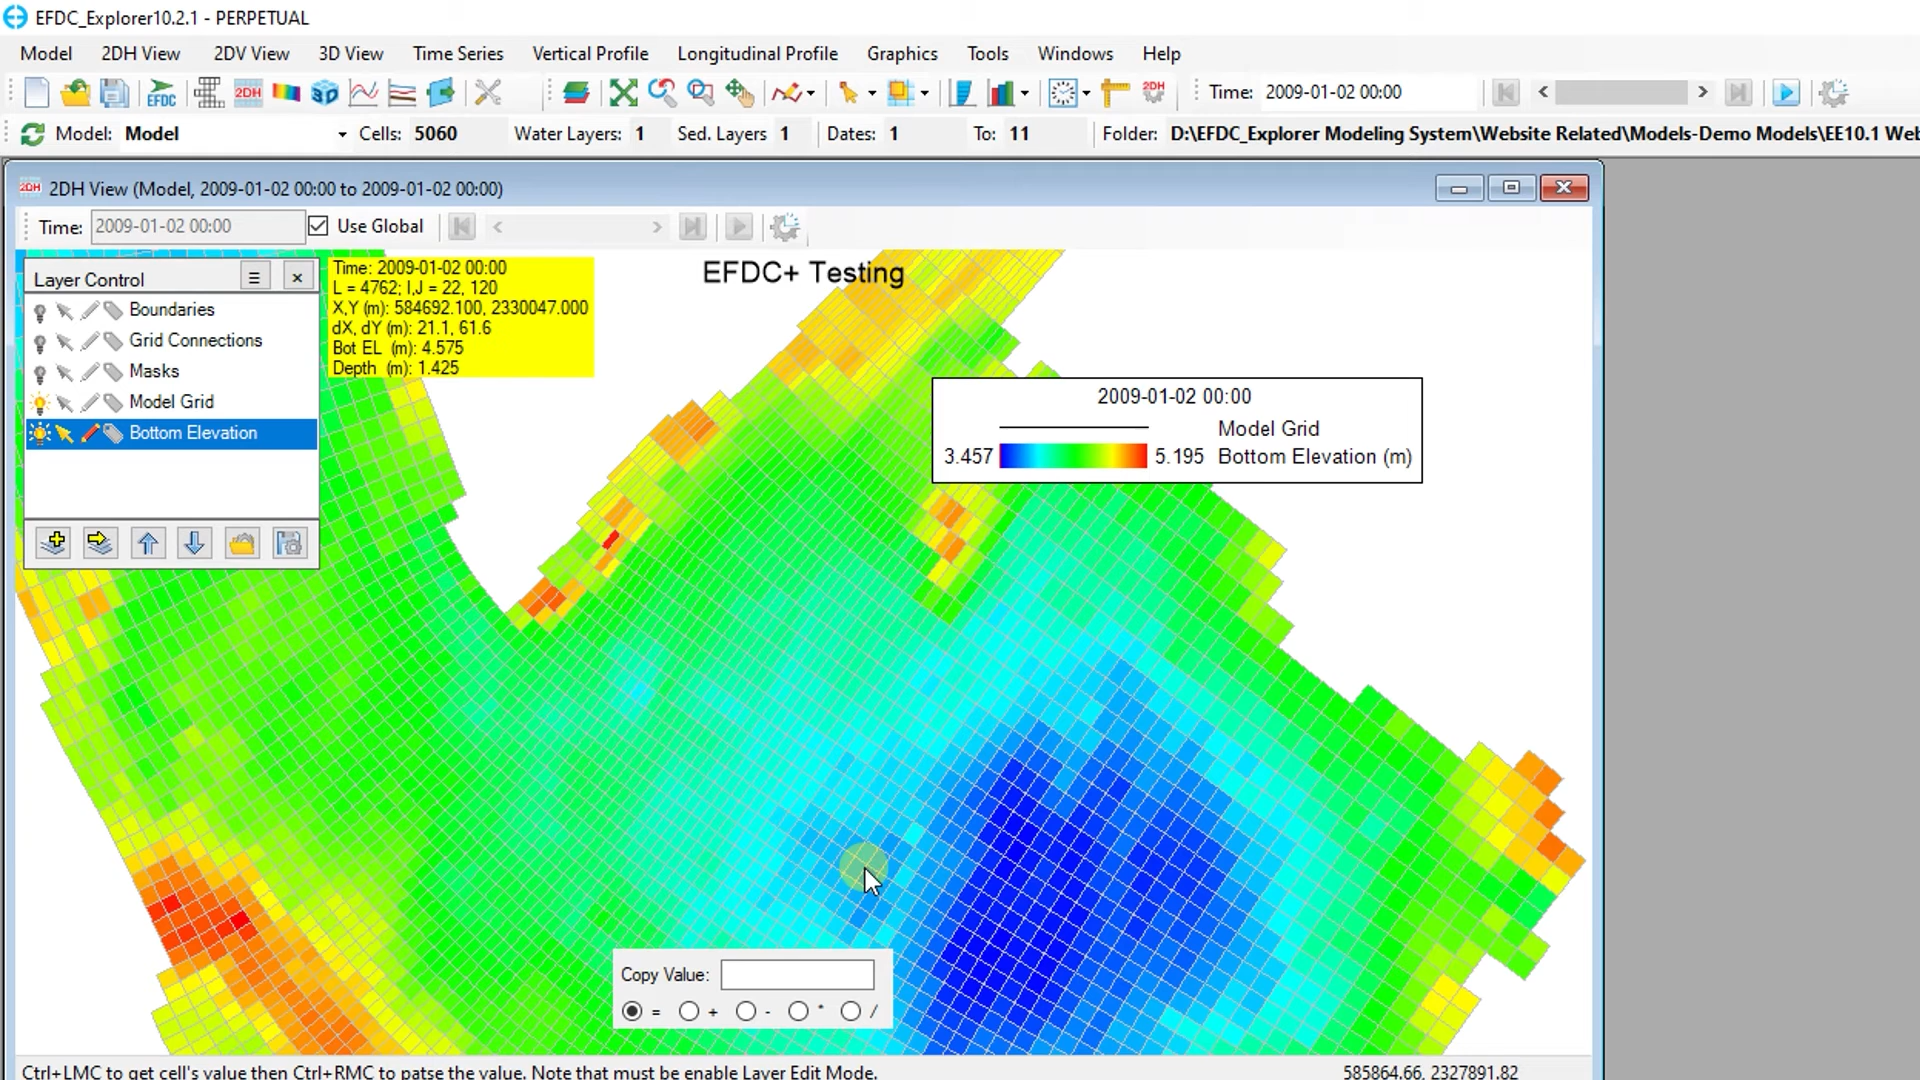 EFDC_Explorer10.2.1 - PERPETUAL
Model 2DH View 2DV View 3D View Time Series Vertical Profile Longitudinal Profile Graphics Tools Windows Help
EFDC 2DH 3D 2DH Time: 2009-01-02 00:00
Model: Model Cells: 5060 Water Layers: 1 Sed. Layers 1 Dates: 1 To: 11 Folder: D:\EFDC_Explorer Modeling System\Website Related\Models-Demo Models\EE10.1 Web
2DH 2DH View (Model, 2009-01-02 00:00 to 2009-01-02 00:00)
Time: 2009-01-02 00:00 Use Global
Layer Control
Boundaries
Grid Connections
Masks
Model Grid
Bottom Elevation
Time: 2009-01-02 00:00
L = 4762; I,J = 22, 120
X,Y (m): 584692.100, 2330047.000
dX, dY (m): 21.1, 61.6
Bot EL (m): 4.575
Depth (m): 1.425
EFDC+ Testing
2009-01-02 00:00
Model Grid
3.457 5.195 Bottom Elevation (m)
Copy Value:
= + - * /
Ctrl+LMC to get cell's value then Ctrl+RMC to patse the value. Note that must be enable Layer Edit Mode. 585864.66, 2327891.82